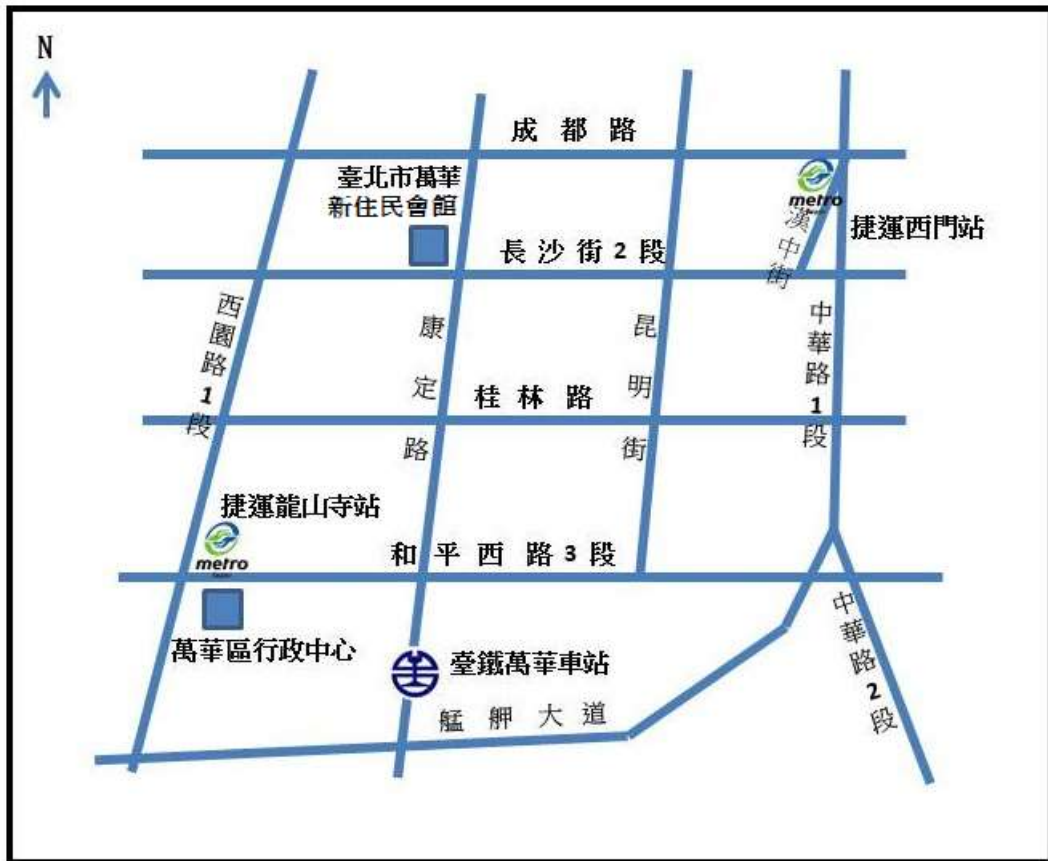 N
成都路
臺北市萬華
新住民會館
metro
捷運西門站
漢中街
長沙街2段
西園路1段
康定路
昆明街
中華路1段
桂林路
捷運龍山寺站
metro
和平西路3段
萬華區行政中心
臺鐵萬華車站
中華路2段
艋舺大道